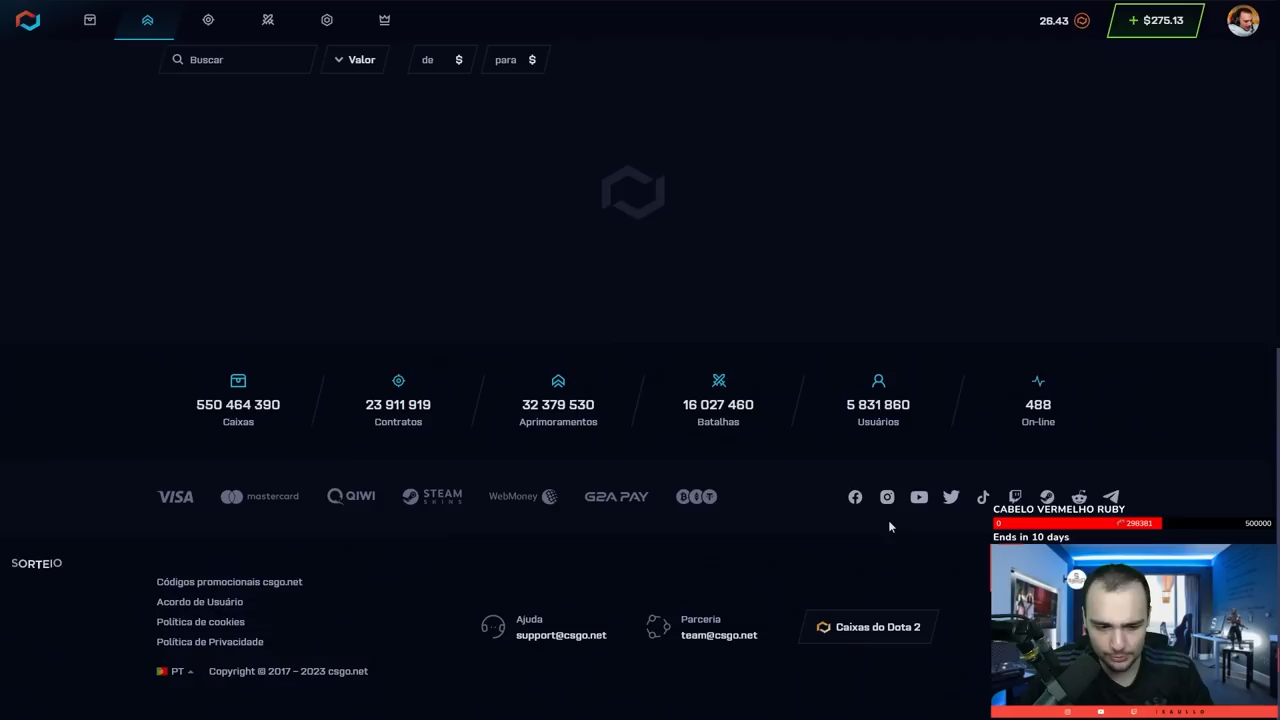 26.43
+ $275.13
Buscar
Valor
de $
para $
550 464 390
23 911 919
32 379 530
16 027 460
5 831 860
488
Caixas
Contratos
Aprimoramentos
Batalhas
Usuários
On-line
VISA
mastercard
QIWI
STEAM SKINS
WebMoney
G2A PAY
CABELO VERMELHO RUBY
0
298381
500000
Ends in 10 days
SORTEIO
Códigos promocionais csgo.net
Acordo de Usuário
Política de cookies
Política de Privacidade
Ajuda
support@csgo.net
Parceria
team@csgo.net
Caixas do Dota 2
PT
Copyright © 2017 – 2023 csgo.net